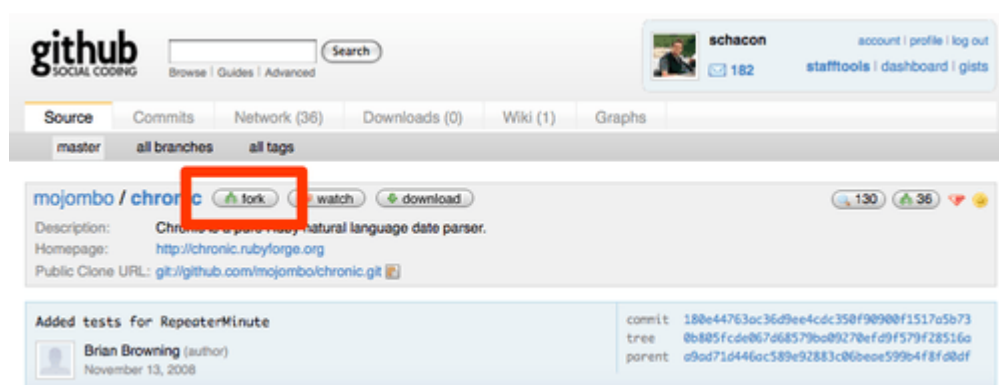 github
SOCIAL CODING
Search
Browse | Guides | Advanced
schacon
account | profile | log out
182
stafftools | dashboard | gists
Source Commits Network (36) Downloads (0) Wiki (1) Graphs
master all branches all tags
mojombo / chronic fork watch download 130 36
Description: Chronic is a pure Ruby natural language date parser.
Homepage: http://chronic.rubyforge.org
Public Clone URL: git://github.com/mojombo/chronic.git
Added tests for RepeaterMinute
Brian Browning (author)
November 13, 2008
commit 180e44763ac36d9ee4cdc350f90900f1517a5b73
tree
parent